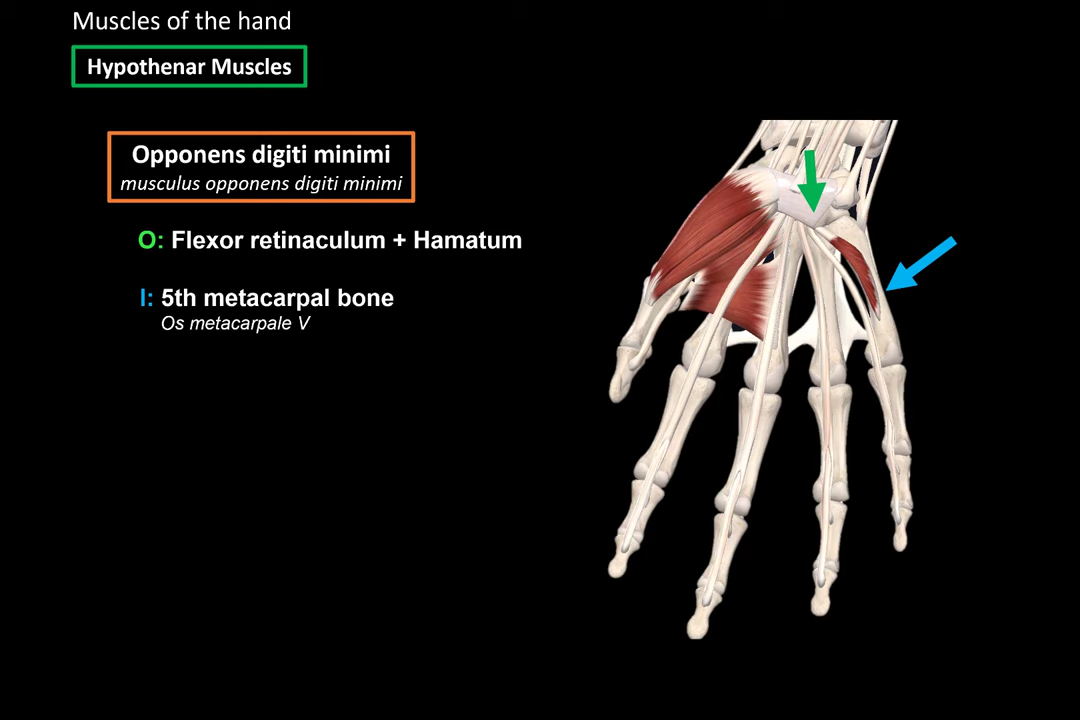 Muscles of the hand
Hypothenar Muscles
Opponens digiti minimi
musculus opponens digiti minimi
O: Flexor retinaculum + Hamatum
I: 5th metacarpal bone
Os metacarpale V